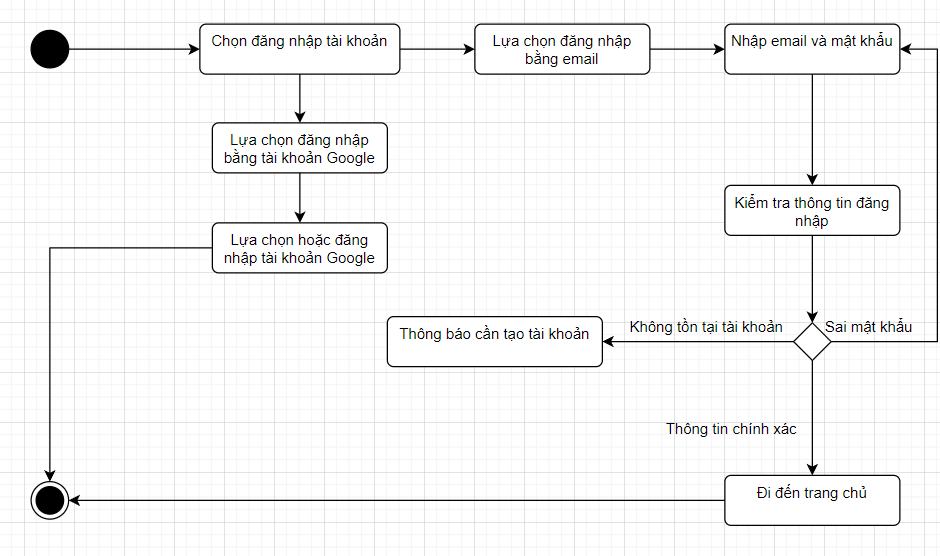 Chọn đăng nhập tài khoản
Lựa chọn đăng nhập
bằng email
Nhập email và mật khẩu
Lựa chọn đăng nhập
bằng tài khoản Google
Kiểm tra thông tin đăng
nhập
Lựa chọn hoặc đăng
nhập tài khoản Google
Thông báo cần tạo tài khoản
Không tồn tại tài khoản
Sai mật khẩu
Thông tin chính xác
Đi đến trang chủ